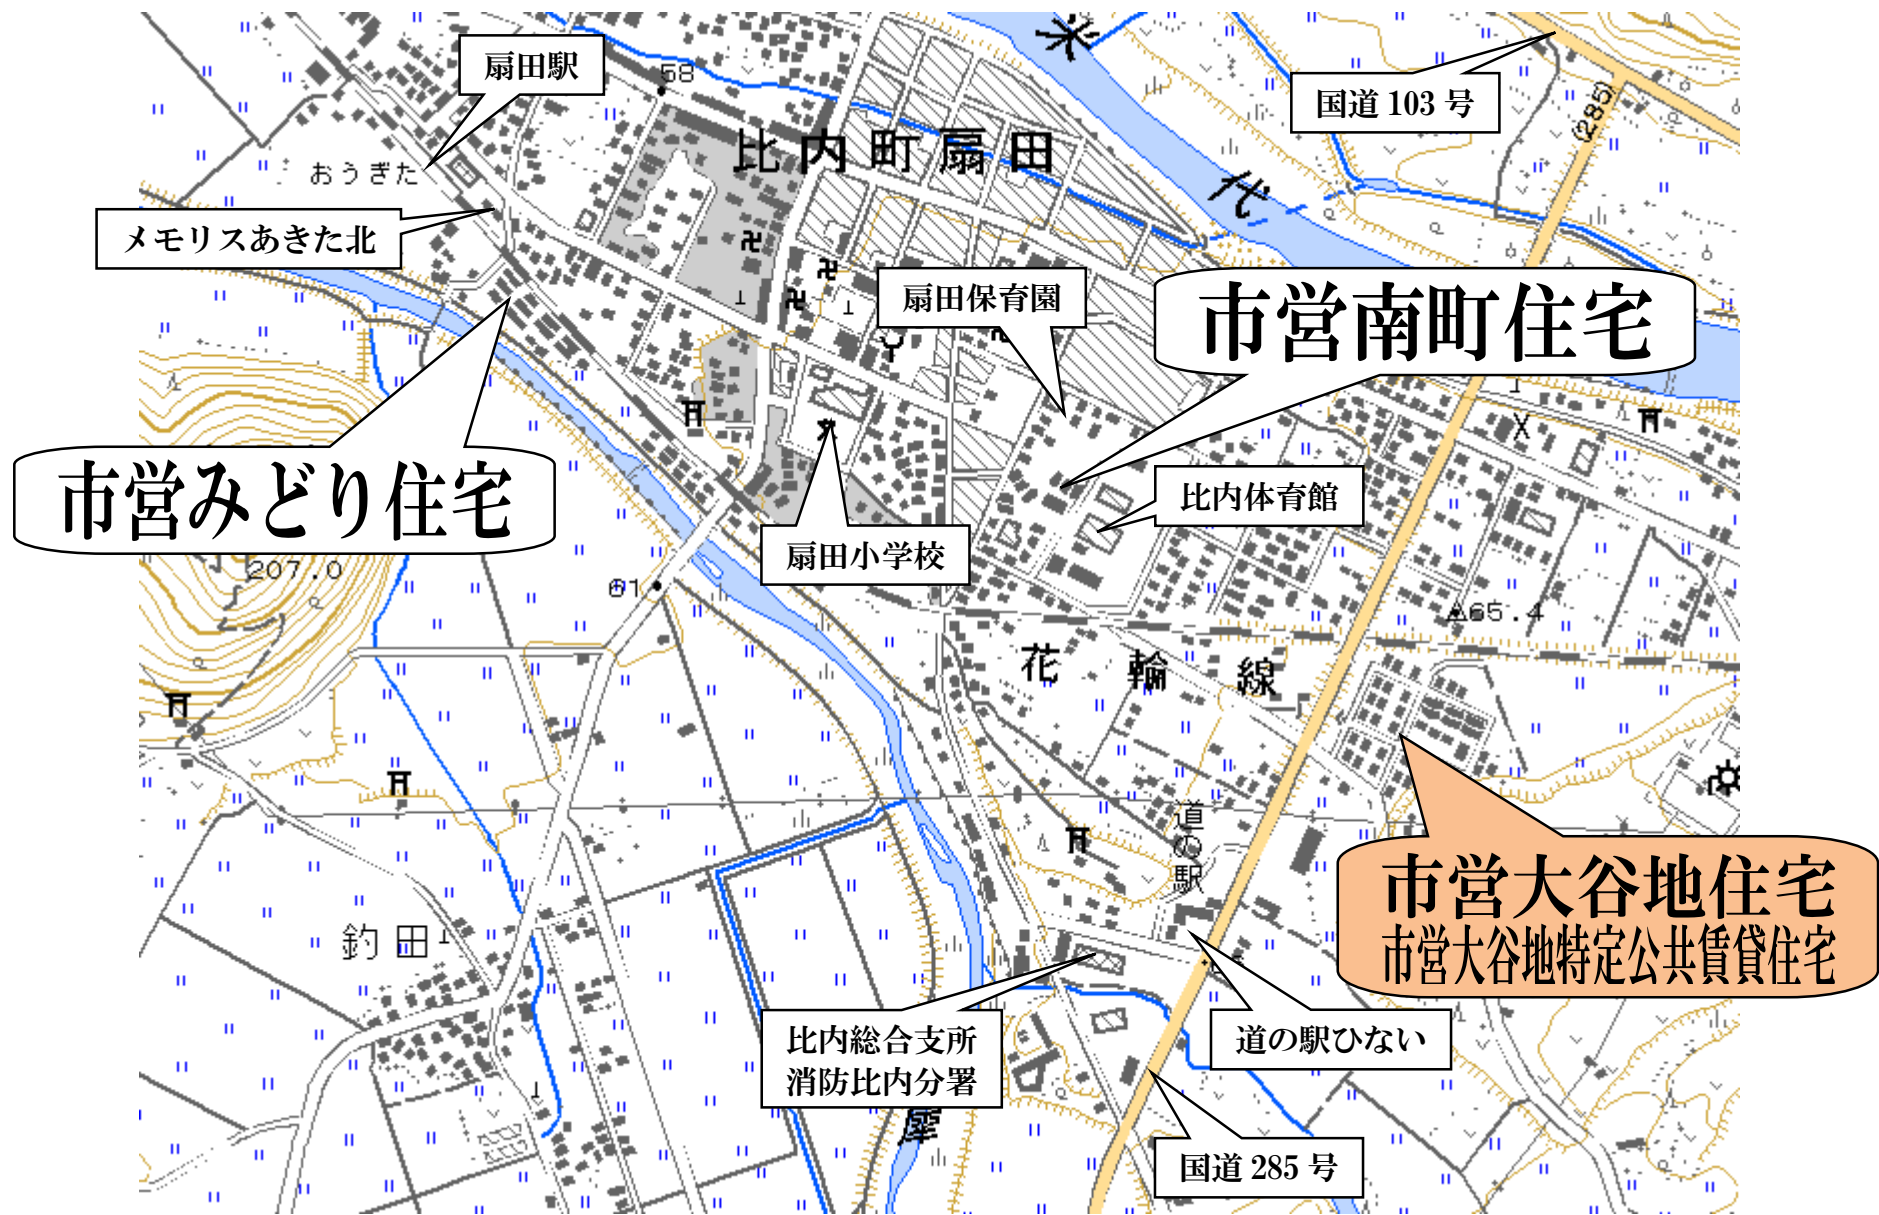 扇田駅
58
国道 103 号
(285)
米
比内町扇田
おうぎた
代
メモリスあきた北
扇田保育園
市営南町住宅
市営みどり住宅
比内体育館
扇田小学校
207.0
61
65.4
花輪線
道の駅
市営大谷地住宅
市営大谷地特定公共賃貸住宅
釣田
比内総合支所
消防比内分署
道の駅ひない
犀
国道 285 号